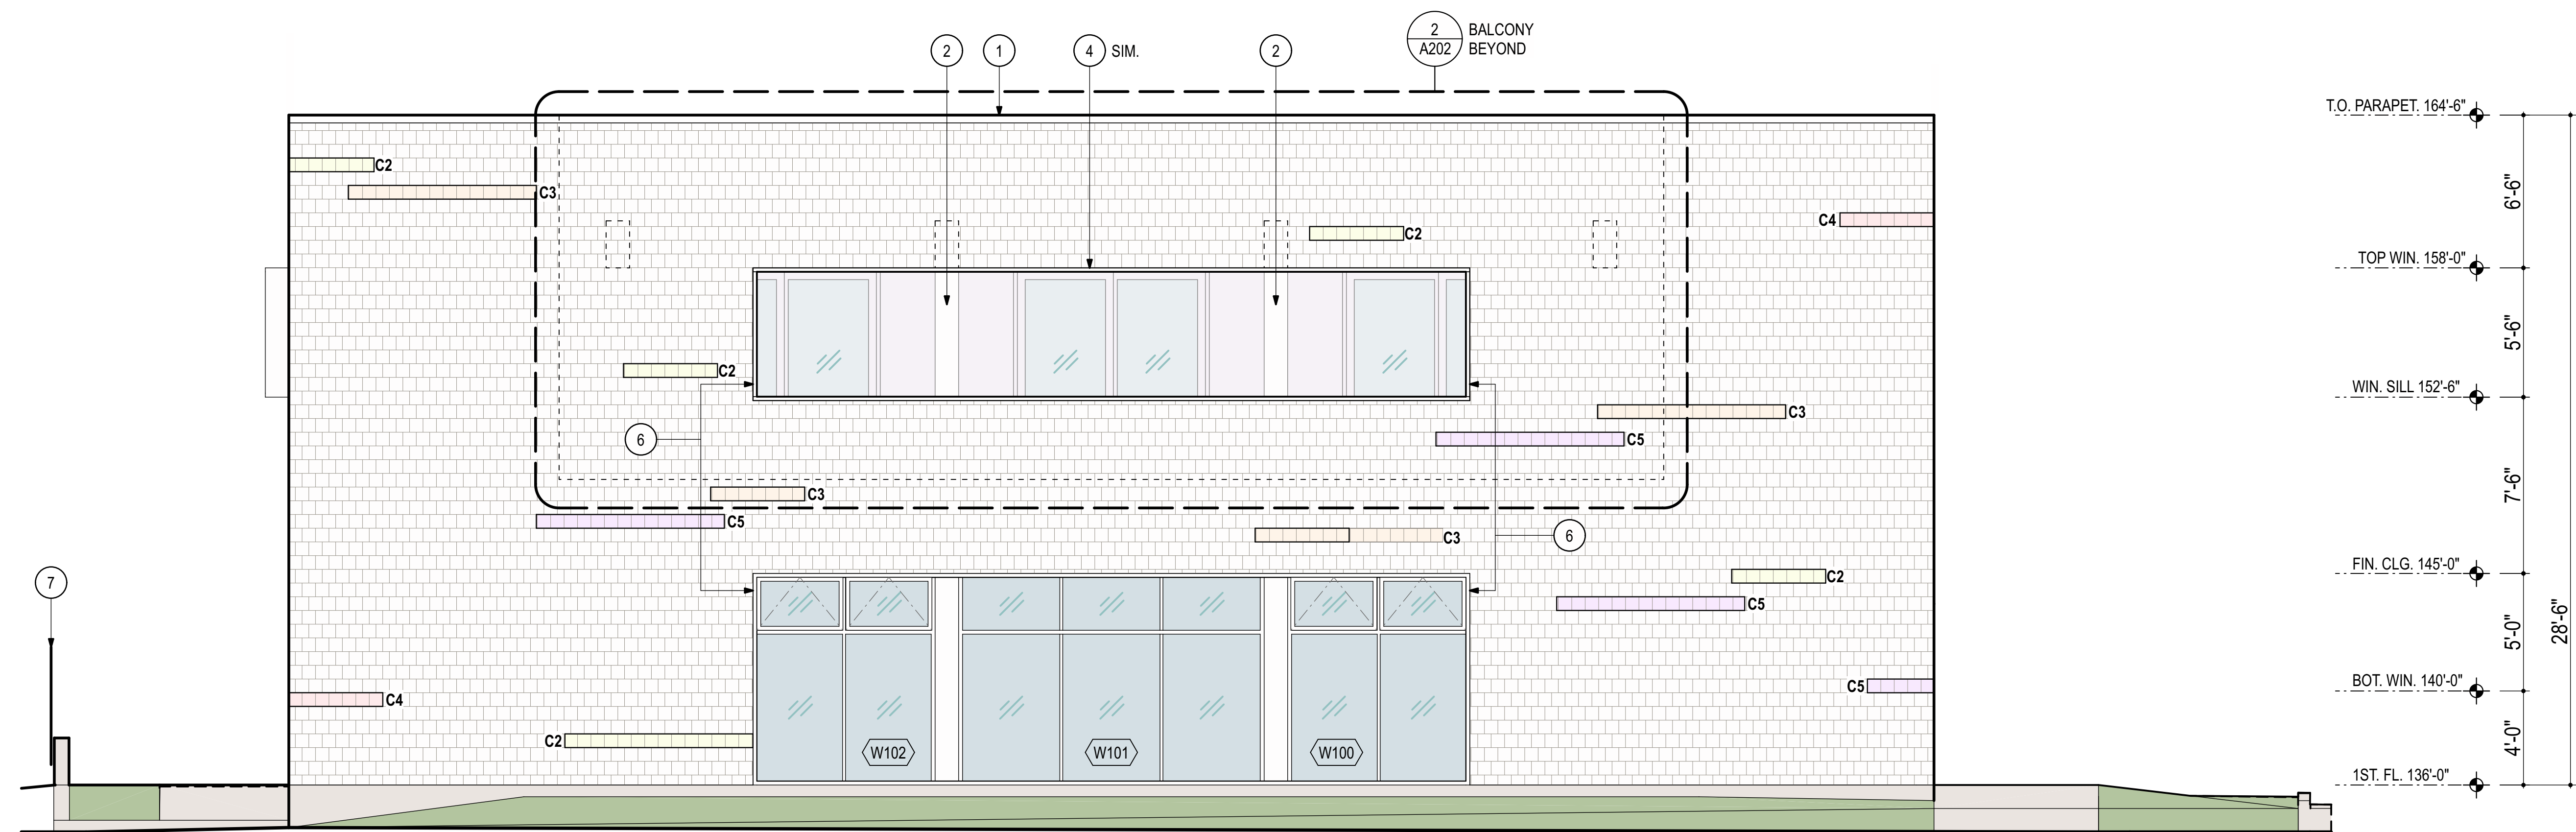 2
BALCONY
A202
BEYOND
2
1
4
SIM.
2
T.O. PARAPET. 164'-6"
C2
C3
6'-6"
C4
C2
TOP WIN. 158'-0"
5'-6"
C2
WIN. SILL 152'-6"
C3
6
C5
7'-6"
C3
C5
6
C3
FIN. CLG. 145'-0"
7
C2
C5
28'-6"
5'-0"
C5
BOT. WIN. 140'-0"
C4
4'-0"
C2
W102
W101
W100
1ST. FL. 136'-0"